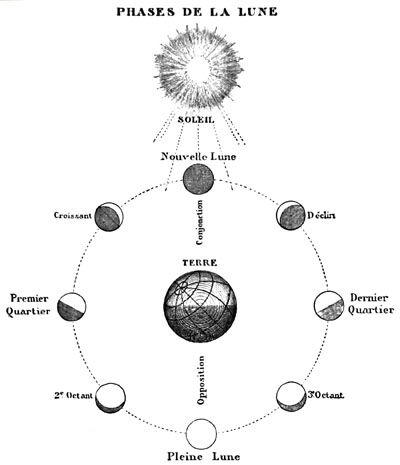 PHASES DE LA LUNE
SOLEIL
Nouvelle Lune
Croissant
Conjonction
Déclin
TERRE
Premier
Quartier
Dernier
Quartier
Opposition
2e Octant
3e Octant
Pleine Lune